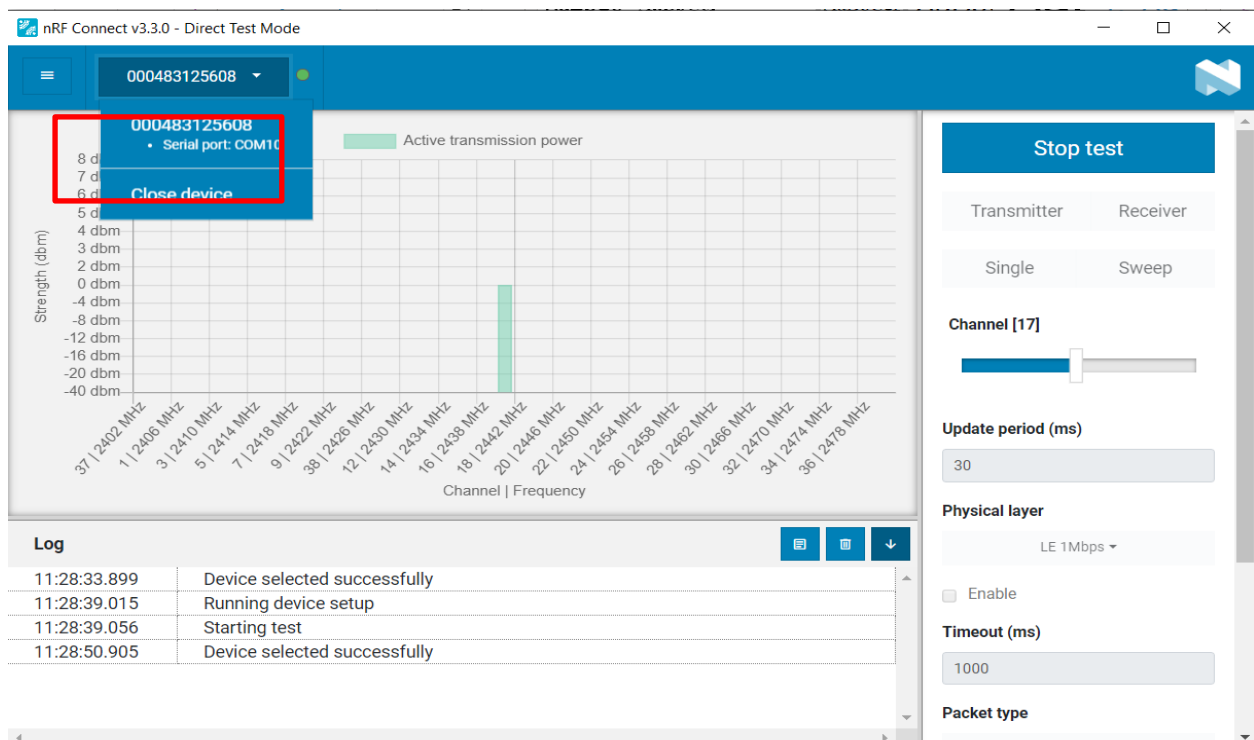 nRF Connect v3.3.0 - Direct Test Mode
000483125608
000483125608
• Serial port: COM10
Close device
Active transmission power
Strength (dbm)
8 d
7 d
6 d
5 d
4 dbm
3 dbm
2 dbm
0 dbm
-4 dbm
-8 dbm
-12 dbm
-16 dbm
-20 dbm
-40 dbm
37 | 2402 MHz
1 | 2406 MHz
3 | 2410 MHz
5 | 2414 MHz
7 | 2418 MHz
9 | 2422 MHz
38 | 2426 MHz
12 | 2430 MHz
14 | 2434 MHz
16 | 2438 MHz
18 | 2442 MHz
20 | 2446 MHz
22 | 2450 MHz
24 | 2454 MHz
26 | 2458 MHz
28 | 2462 MHz
30 | 2466 MHz
32 | 2470 MHz
34 | 2474 MHz
36 | 2478 MHz
Channel | Frequency
Log
11:28:33.899 Device selected successfully
11:28:39.015 Running device setup
11:28:39.056 Starting test
11:28:50.905 Device selected successfully
Stop test
Transmitter Receiver
Single Sweep
Channel [17]
Update period (ms)
30
Physical layer
LE 1Mbps
Enable
Timeout (ms)
1000
Packet type